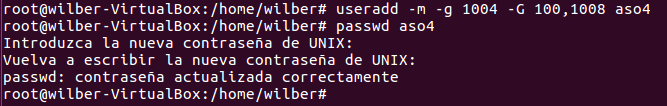 root@wilber-VirtualBox:/home/wilber# useradd -m -g 1004 -G 100,1008 aso4
root@wilber-VirtualBox:/home/wilber# passwd aso4
Introduzca la nueva contraseña de UNIX:
Vuelva a escribir la nueva contraseña de UNIX:
passwd: contraseña actualizada correctamente
root@wilber-VirtualBox:/home/wilber#